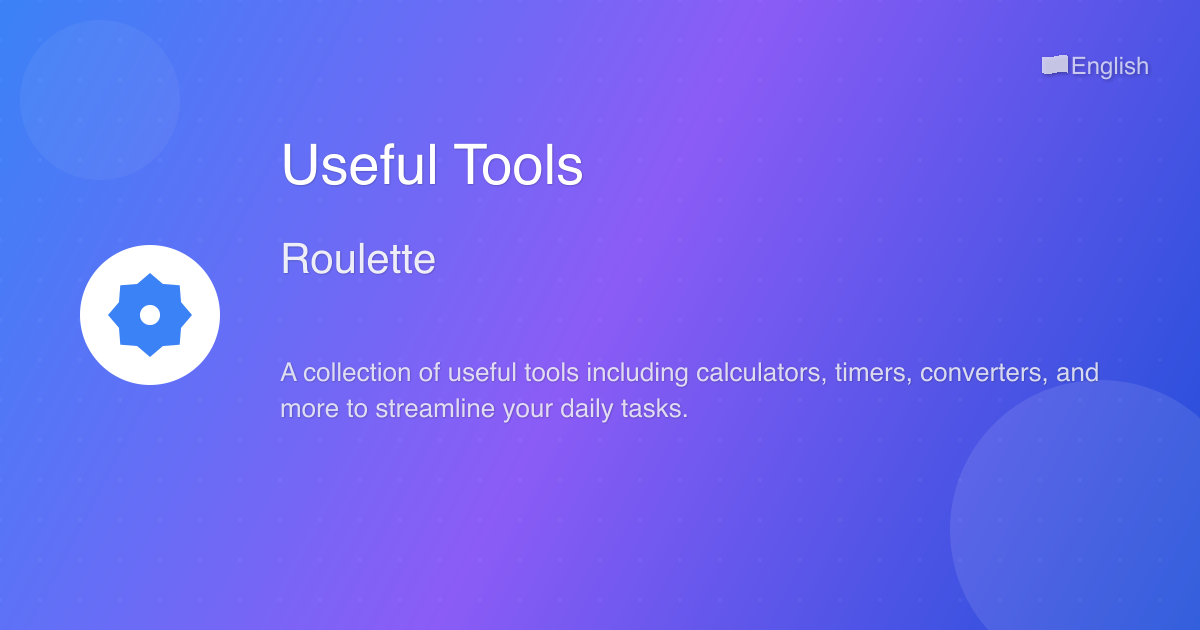 English
Useful Tools
Roulette
A collection of useful tools including calculators, timers, converters, and
more to streamline your daily tasks.